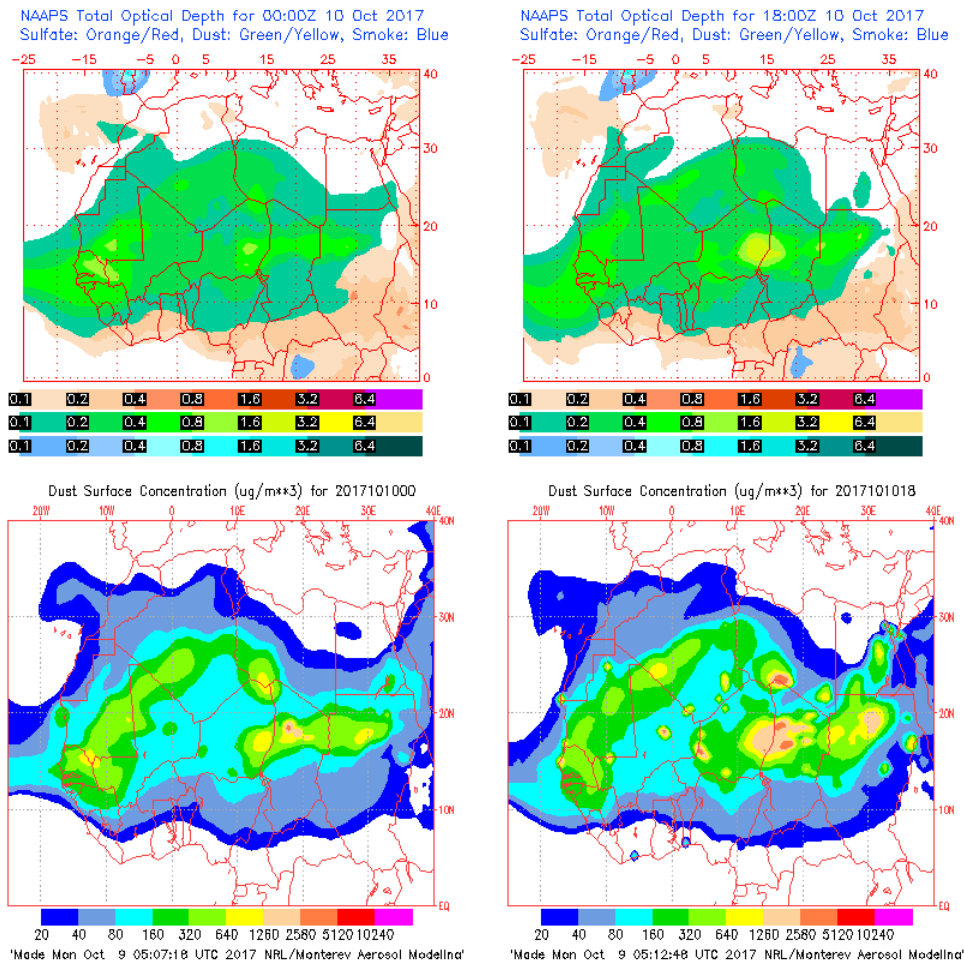 NAAPS Total Optical Depth for 00:00Z 10 Oct 2017
Sulfate: Orange/Red, Dust: Green/Yellow, Smoke: Blue
-25 -15 -5 0 5 15 25 35 40
30
20
10
0
0.1 0.2 0.4 0.8 1.6 3.2 6.4
0.1 0.2 0.4 0.8 1.6 3.2 6.4
0.1 0.2 0.4 0.8 1.6 3.2 6.4
NAAPS Total Optical Depth for 18:00Z 10 Oct 2017
Sulfate: Orange/Red, Dust: Green/Yellow, Smoke: Blue
-25 -15 -5 0 5 15 25 35 40
30
20
10
0
0.1 0.2 0.4 0.8 1.6 3.2 6.4
0.1 0.2 0.4 0.8 1.6 3.2 6.4
0.1 0.2 0.4 0.8 1.6 3.2 6.4
Dust Surface Concentration (ug/m**3) for 2017101000
20W 10W 0 10E 20E 30E 40E
40N
30N
20N
10N
EQ
20 40 80 160 320 640 1260 2580 5120 10240
'Made Mon Oct 9 05:07:18 UTC 2017 NRL/Monterey Aerosol Modeling'
Dust Surface Concentration (ug/m**3) for 2017101018
20W 10W 0 10E 20E 30E 40E
40N
30N
20N
10N
EQ
20 40 80 160 320 640 1260 2580 5120 10240
'Made Mon Oct 9 05:12:48 UTC 2017 NRL/Monterey Aerosol Modeling'